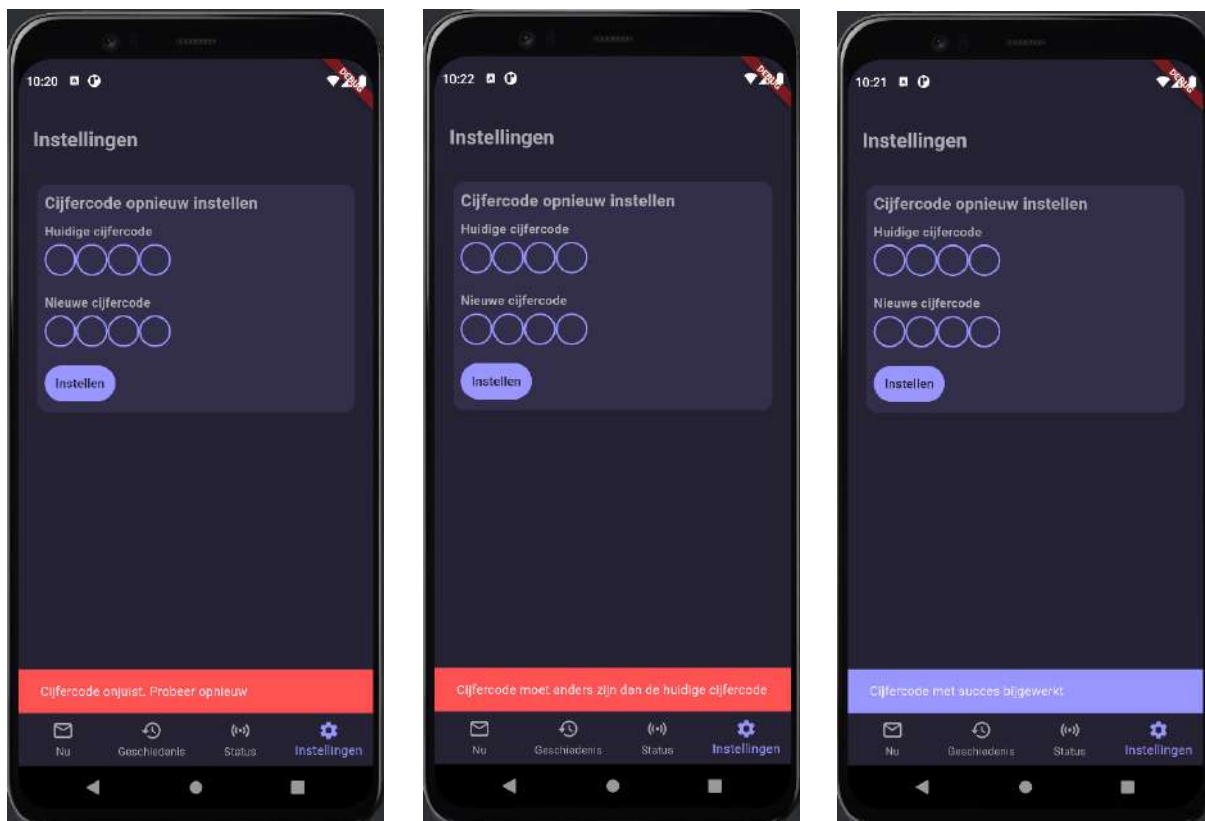 10:20
DEBUG
Instellingen
Cijfercode opnieuw instellen
Huidige cijfercode
Nieuwe cijfercode
Instellen
Cijfercode onjuist. Probeer opnieuw
Nu Geschiedenis Status Instellingen
10:22
DEBUG
Instellingen
Cijfercode opnieuw instellen
Huidige cijfercode
Nieuwe cijfercode
Instellen
Cijfercode moet anders zijn dan de huidige cijfercode
Nu Geschiedenis Status Instellingen
10:21
DEBUG
Instellingen
Cijfercode opnieuw instellen
Huidige cijfercode
Nieuwe cijfercode
Instellen
Cijfercode met succes bijgewerkt
Nu Geschiedenis Status Instellingen